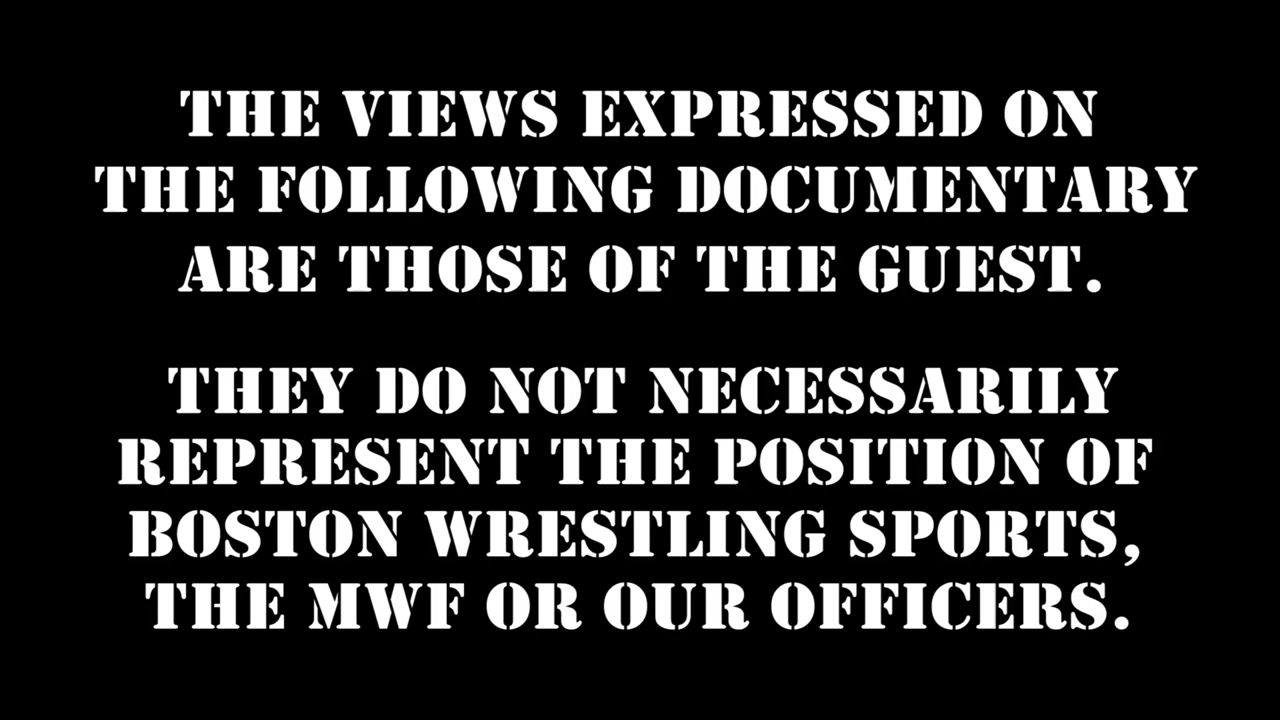 THE VIEWS EXPRESSED ON
THE FOLLOWING DOCUMENTARY
ARE THOSE OF THE GUEST.
THEY DO NOT NECESSARILY
REPRESENT THE POSITION OF
BOSTON WRESTLING SPORTS,
THE MWF OR OUR OFFICERS.